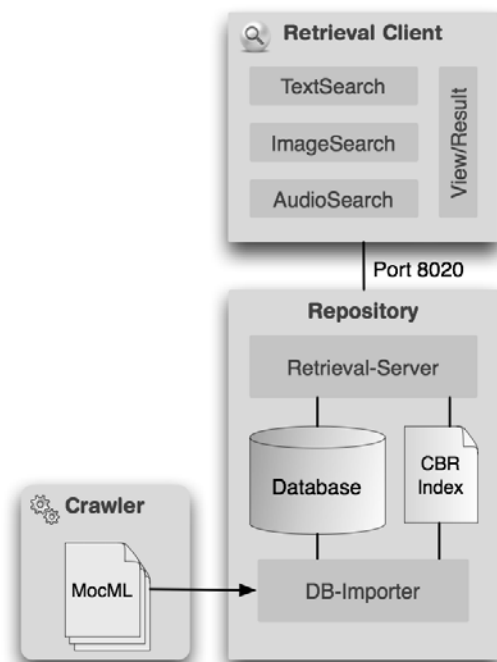 Retrieval Client
TextSearch
ImageSearch
AudioSearch
View/Result
Port 8020
Repository
Retrieval-Server
Database
CBR
Index
Crawler
MocML
DB-Importer